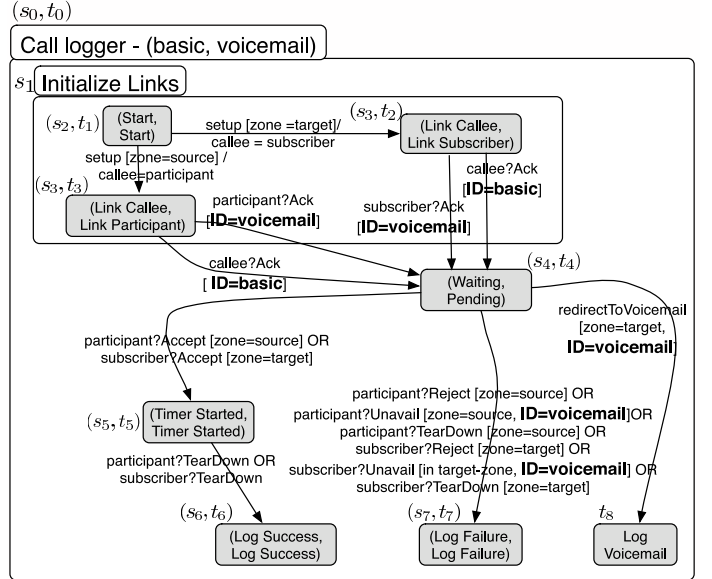 (s0, t0)
Call logger - (basic, voicemail)
s1 Initialize Links
(s2, t1)
(Start,
Start)
setup [zone =target]/
callee = subscriber
(s3, t2)
(Link Callee,
Link Subscriber)
setup [zone=source] /
callee=participant
(s3, t3)
(Link Callee,
Link Participant)
participant?Ack
[ID=voicemail]
subscriber?Ack
[ID=voicemail]
callee?Ack
[ID=basic]
callee?Ack
[ ID=basic]
(s4, t4)
(Waiting,
Pending)
redirectToVoicemail
[zone=target,
ID=voicemail]
participant?Accept [zone=source] OR
subscriber?Accept [zone=target]
(s5, t5)
(Timer Started,
Timer Started)
participant?TearDown OR
subscriber?TearDown
participant?Reject [zone=source] OR
participant?Unavail [zone=source, ID=voicemail]OR
participant?TearDown [zone=source] OR
subscriber?Reject [zone=target] OR
subscriber?Unavail [in target-zone, ID=voicemail] OR
subscriber?TearDown [zone=target]
(s6, t6)
(Log Success,
Log Success)
(s7, t7)
(Log Failure,
Log Failure)
t8
Log
Voicemail